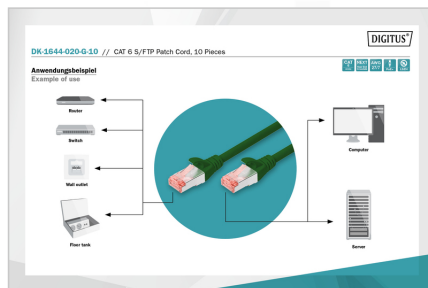 DIGITUS®
DK-1644-020-G-10 // CAT 6 S/FTP Patch Cord, 10 Pieces
Anwendungsbeispiel
Example of use
Router
Switch
Wall outlet
Floor tank
Computer
Server